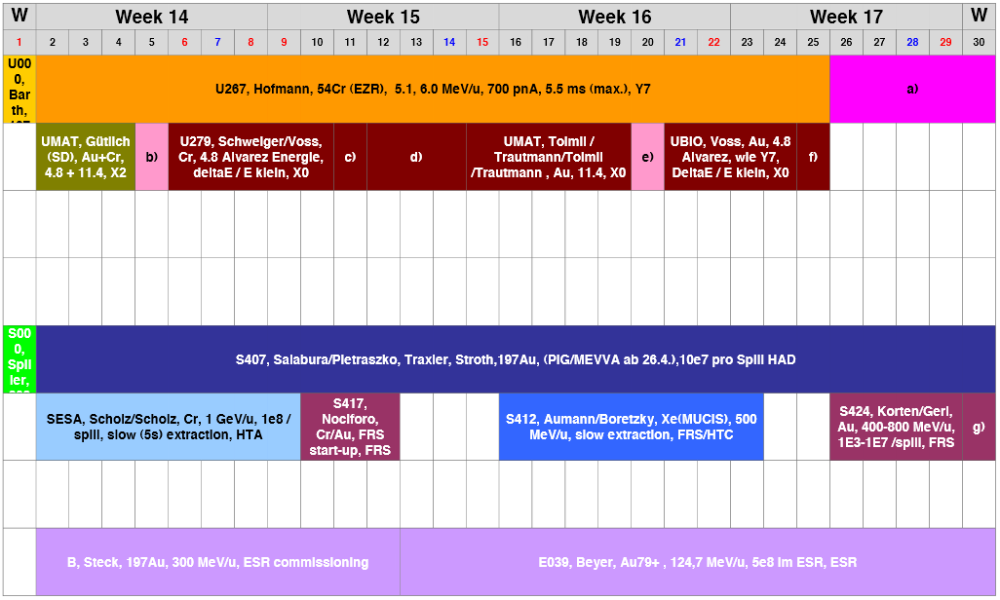 W Week 14 Week 15 Week 16 Week 17 W
1 2 3 4 5 6 7 8 9 10 11 12 13 14 15 16 17 18 19 20 21 22 23 24 25 26 27 28 29 30
U00
0,
Bar
th,
U267, Hofmann, 54Cr (EZR), 5.1, 6.0 MeV/u, 700 pnA, 5.5 ms (max.), Y7
a)
UMAT, Gütlich
(SD), Au+Cr,
4.8 + 11.4, X2
b)
U279, Schweiger/Voss,
Cr, 4.8 Alvarez Energie,
deltaE / E klein, X0
c)
d)
UMAT, Tolmil /
Trautmann/Tolmil
/Trautmann , Au, 11.4, X0
e)
UBIO, Voss, Au, 4.8
Alvarez, wie Y7,
DeltaE / E klein, X0
f)
S00
0,
Spil
ler,
S407, Salabura/Pietraszko, Traxler, Stroth,197Au, (PIG/MEVVA ab 26.4.),10e7 pro Spill HAD
SESA, Scholz/Scholz, Cr, 1 GeV/u, 1e8 /
spill, slow (5s) extraction, HTA
S417,
Nociforo,
Cr/Au, FRS
start-up, FRS
S412, Aumann/Boretzky, Xe(MUCIS), 500
MeV/u, slow extraction, FRS/HTC
S424, Korten/Gerl,
Au, 400-800 MeV/u,
1E3-1E7 /spill, FRS
g)
B, Steck, 197Au, 300 MeV/u, ESR commissioning
E039, Beyer, Au79+ , 124,7 MeV/u, 5e8 im ESR, ESR